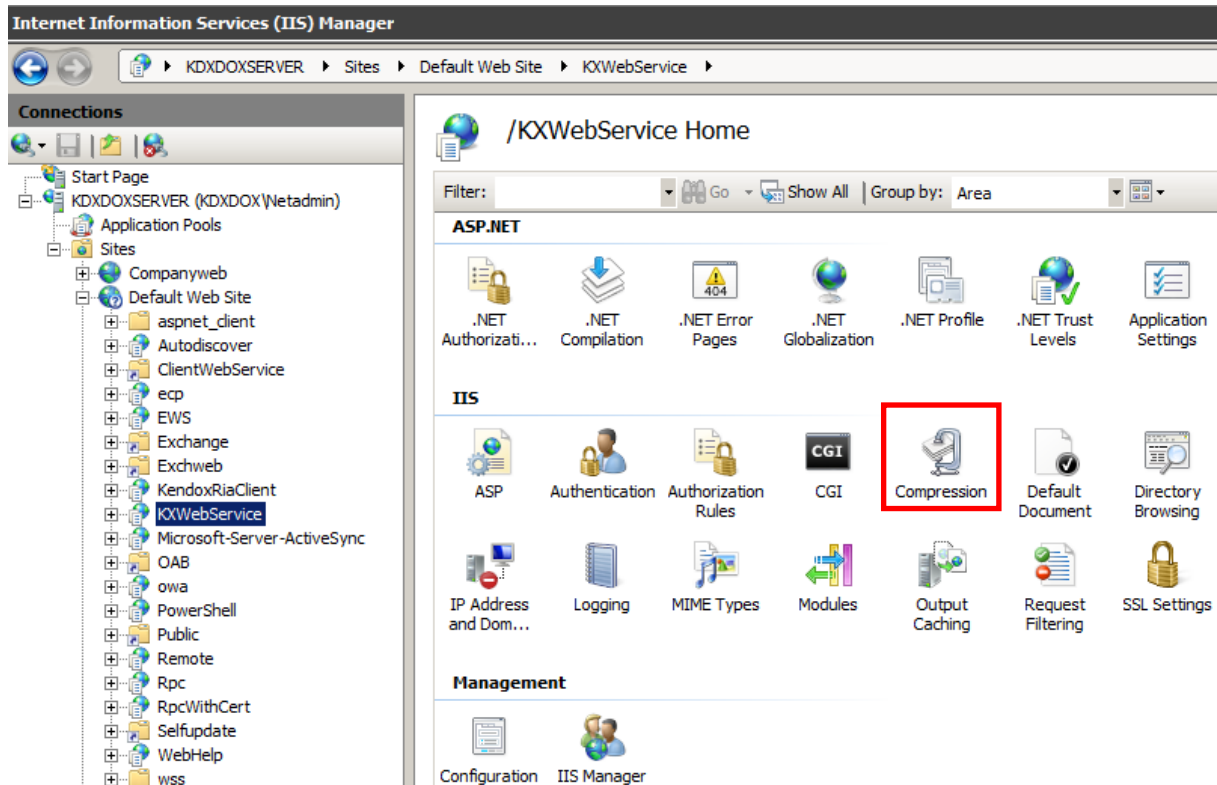 Internet Information Services (IIS) Manager
KDXDOXSERVER Sites Default Web Site KXWebService
Connections
Start Page
KDXDOXSERVER (KDXDOX\Netadmin)
Application Pools
Sites
Companyweb
Default Web Site
aspnet_client
Autodiscover
ClientWebService
ecp
EWS
Exchange
Exchweb
KendoxRiaClient
KXWebService
Microsoft-Server-ActiveSync
OAB
owa
PowerShell
Public
Remote
Rpc
RpcWithCert
Selfupdate
WebHelp
wss
/KXWebService Home
Filter: Go Show All Group by: Area
ASP.NET
404
.NET .NET .NET Error .NET .NET Profile .NET Trust Application
Authorizati... Compilation Pages Globalization Levels Settings
IIS
CGI
ASP Authentication Authorization CGI Compression Default Directory
Rules Document Browsing
IP Address Logging MIME Types Modules Output Request SSL Settings
and Dom... Caching Filtering
Management
Configuration IIS Manager